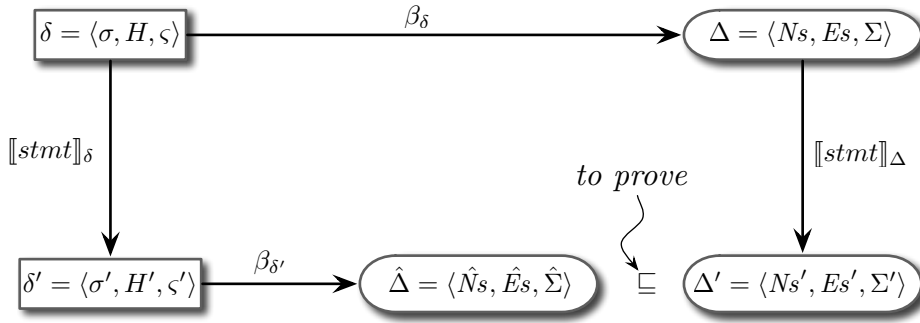 δ = ⟨σ, H, ς⟩
β_δ
Δ = ⟨Ns, Es, Σ⟩
⟦stmt⟧_δ
⟦stmt⟧_Δ
to prove
δ′ = ⟨σ′, H′, ς′⟩
β_δ′
Δ̂ = ⟨N̂s, Ês, Σ̂⟩
⊑
Δ′ = ⟨Ns′, Es′, Σ′⟩